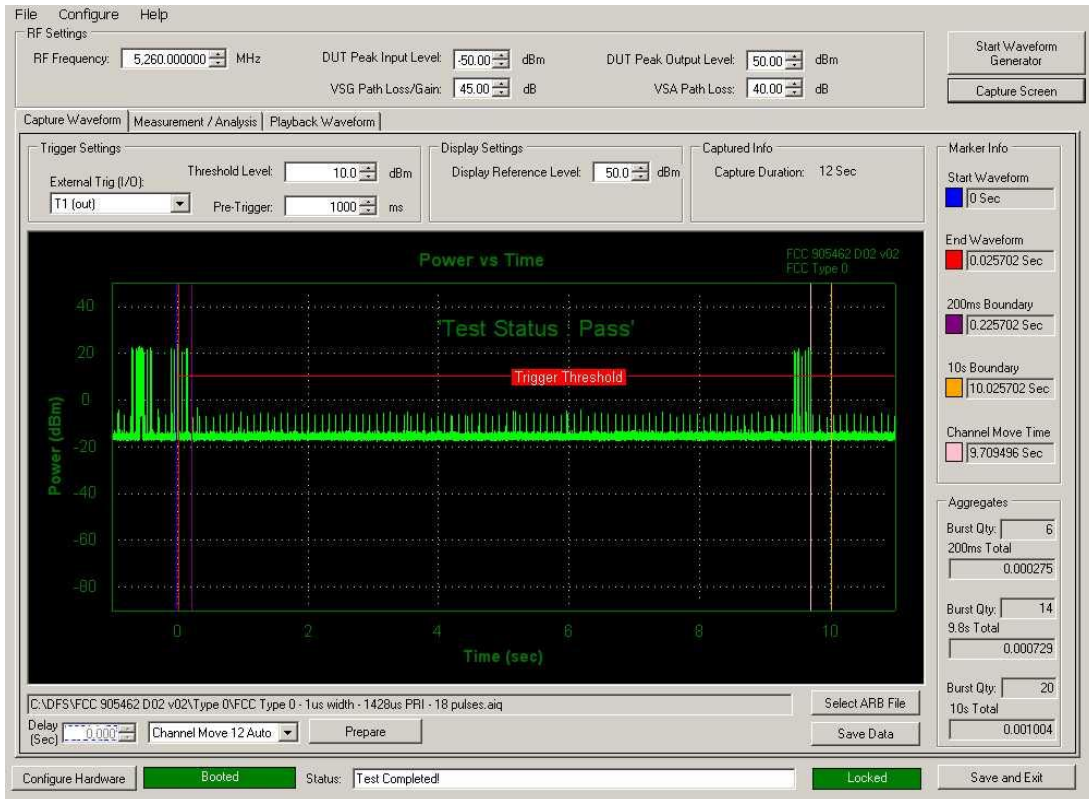 File Configure Help
RF Settings
RF Frequency: 5,260.000000 MHz
DUT Peak Input Level: -50.00 dBm
DUT Peak Output Level: 50.00 dBm
VSG Path Loss/Gain: 45.00 dB
VSA Path Loss: 40.00 dB
Start Waveform
Generator
Capture Screen
Capture Waveform Measurement / Analysis Playback Waveform
Trigger Settings
External Trig (I/O):
T1 (out)
Threshold Level: 10.0 dBm
Pre-Trigger: 1000 ms
Display Settings
Display Reference Level: 50.0 dBm
Captured Info
Capture Duration: 12 Sec
Power vs Time
FCC 905462 D02 v02
FCC Type 0
'Test Status : Pass'
Trigger Threshold
Power (dBm)
40
20
0
-20
-40
-60
-80
0 2 4 6 8 10
Time (sec)
Marker Info
Start Waveform
0 Sec
End Waveform
0.025702 Sec
200ms Boundary
0.225702 Sec
10s Boundary
10.025702 Sec
Channel Move Time
9.709496 Sec
Aggregates
Burst Qty: 6
200ms Total
0.000275
Burst Qty: 14
9.8s Total
0.000729
Burst Qty: 20
10s Total
0.001004
C:\DFS\FCC 905462 D02 v02\Type 0\FCC Type 0 - 1us width - 1428us PRI - 18 pulses.aiq
Select ARB File
Delay
(Sec) 0.000
Channel Move 12 Auto
Prepare
Save Data
Configure Hardware
Booted
Status: Test Completed!
Locked
Save and Exit